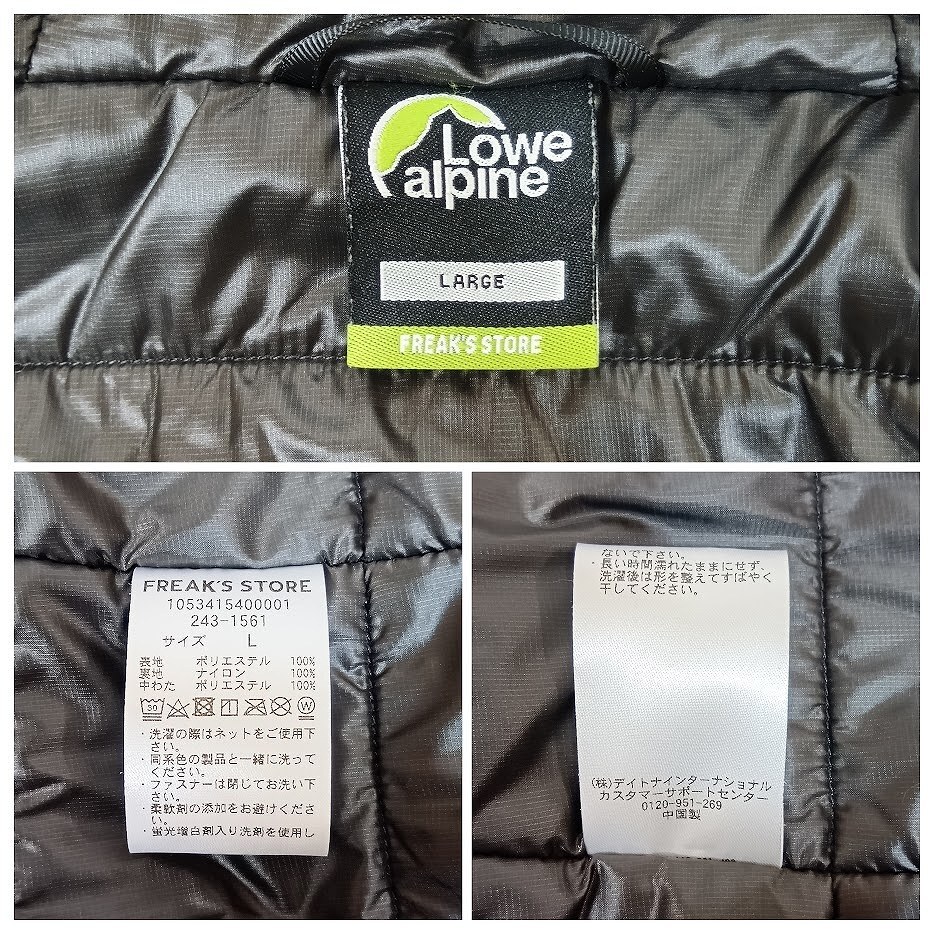 Lowe
alpine
LARGE
FREAK'S STORE
FREAK'S STORE
1053415400001
243-1561
サイズ L
表地 ポリエステル 100%
裏地 ナイロン 100%
中わた ポリエステル 100%
30
W
・洗濯の際はネットをご使用下
さい。
・同系色の製品と一緒に洗って
ください。
・ファスナーは閉じてお洗い下
さい。
・柔軟剤の添加をお避けくださ
い。
・蛍光増白剤入り洗剤を使用し
ないで下さい。
・長い時間濡れたままにせず、
洗濯後は形を整えてすばやく
干してください。
(株)デイトナインターナショナル
カスタマーサポートセンター
0120-951-269
中国製